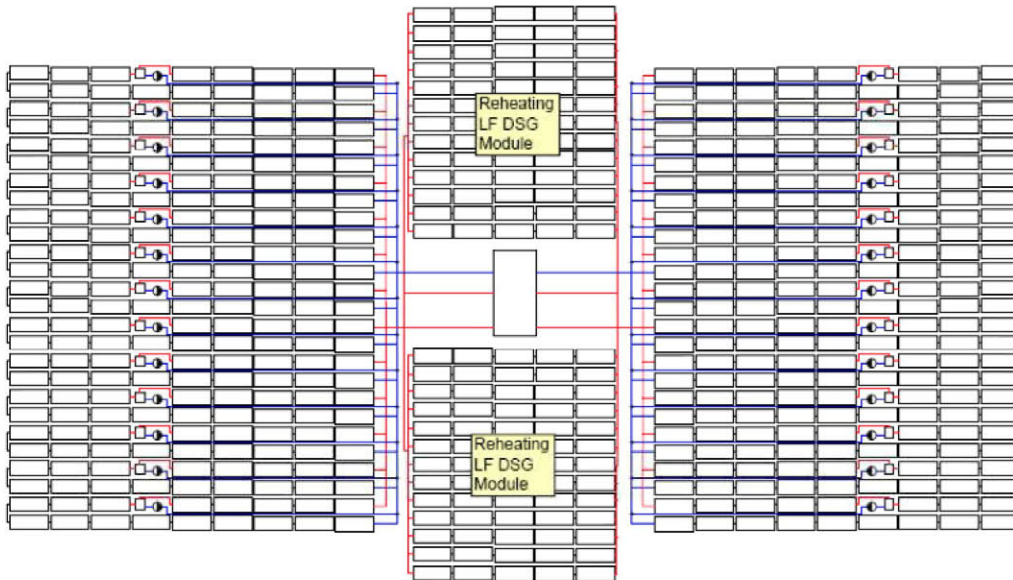 Reheating
LF DSG
Module
Reheating
LF DSG
Module